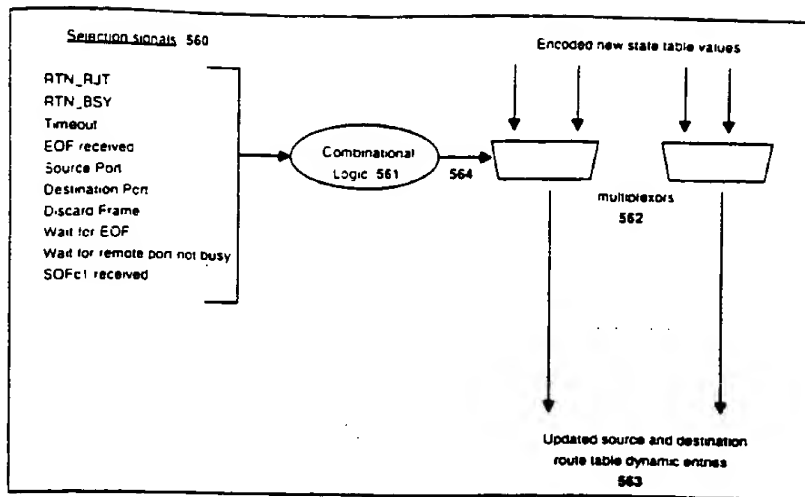 Selection signals 560
RTN_RJT
RTN_BSY
Timeout
EOF received
Source Port
Destination Port
Discard Frame
Wait for EOF
Wait for remote port not busy
SOFc1 received
Combinational
Logic 561
564
Encoded new state table values
multiplexors
562
Updated source and destination
route table dynamic entries
563